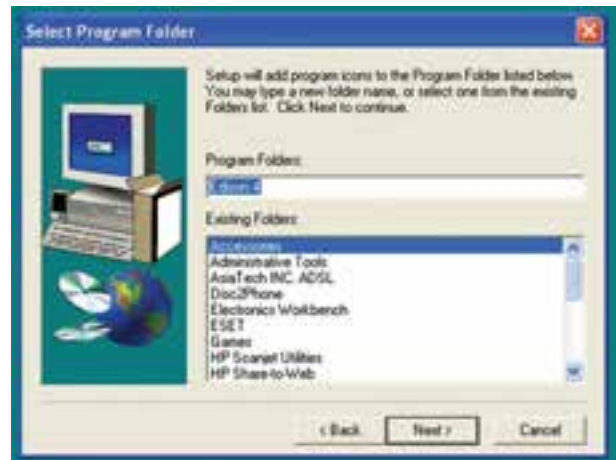 Select Program Folder
Setup will add program icons to the Program Folder listed below.
You may type a new folder name, or select one from the existing
Folders list. Click Next to continue.
Program Folders:
Edison 4
Existing Folders:
Accessories
Administrative Tools
AsiaTech INC. ADSL
Disc2Phone
Electronics Workbench
ESET
Games
HP Scanjet Utilities
HP Share-to-Web
< Back
Next >
Cancel